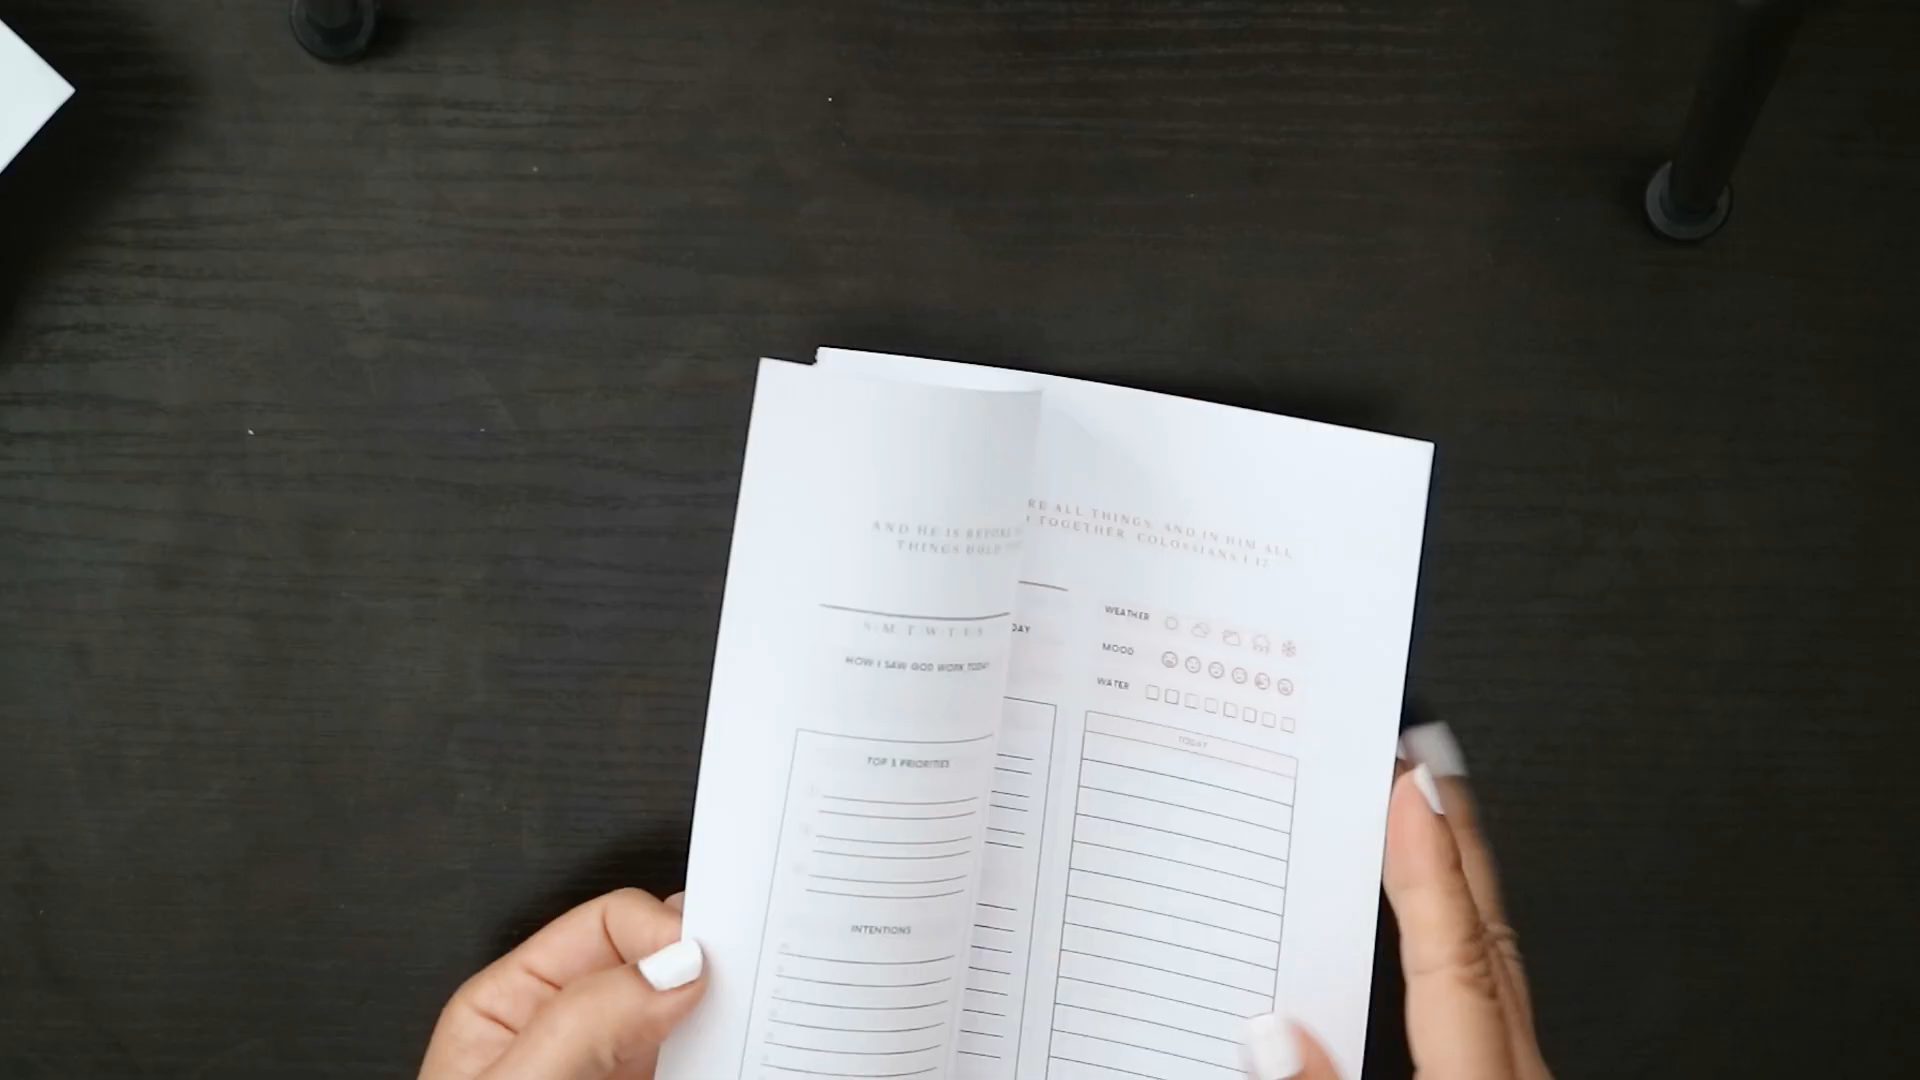 AND HE IS BEFORE
THINGS HOLD
S M T W T F S
HOW I SAW GOD WORK TODAY
TOP 3 PRIORITIES
INTENTIONS
RE ALL THINGS, AND IN HIM ALL
TOGETHER. COLOSSIANS 1:17
DAY
WEATHER
MOOD
WATER
TODAY